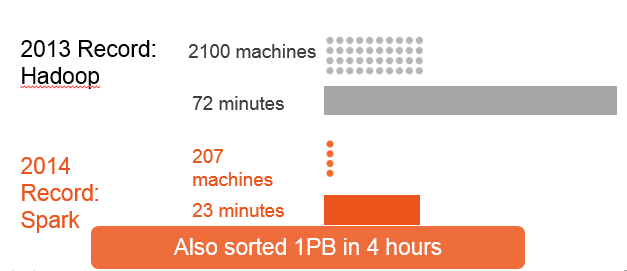 2013 Record:
Hadoop
2100 machines
72 minutes
2014
Record:
Spark
207
machines
23 minutes
Also sorted 1PB in 4 hours